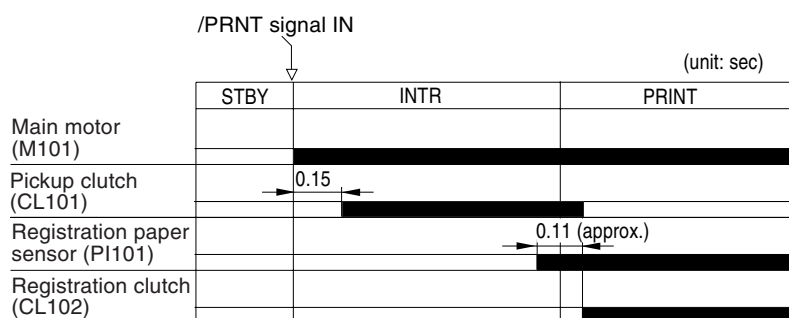 /PRNT signal IN
(unit: sec)
STBY INTR PRINT
Main motor
(M101)
Pickup clutch
(CL101)
0.15
Registration paper
sensor (PI101)
0.11 (approx.)
Registration clutch
(CL102)